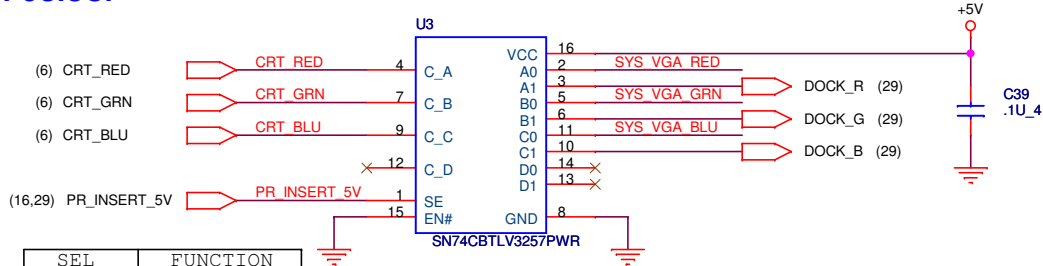 +5V
U3
VCC 16
(6) CRT_RED CRT_RED 4 C_A A0 2 SYS_VGA_RED
A1 3 DOCK_R (29)
(6) CRT_GRN CRT_GRN 7 C_B B0 5 SYS_VGA_GRN
B1 6 DOCK_G (29)
(6) CRT_BLU CRT_BLU 9 C_C C0 11 SYS_VGA_BLU
C1 10 DOCK_B (29)
12 C_D D0 14
D1 13
(16,29) PR_INSERT_5V PR_INSERT_5V 1 SE
15 EN# GND 8
SN74CBTLV3257PWR
C39
.1U_4
SEL FUNCTION